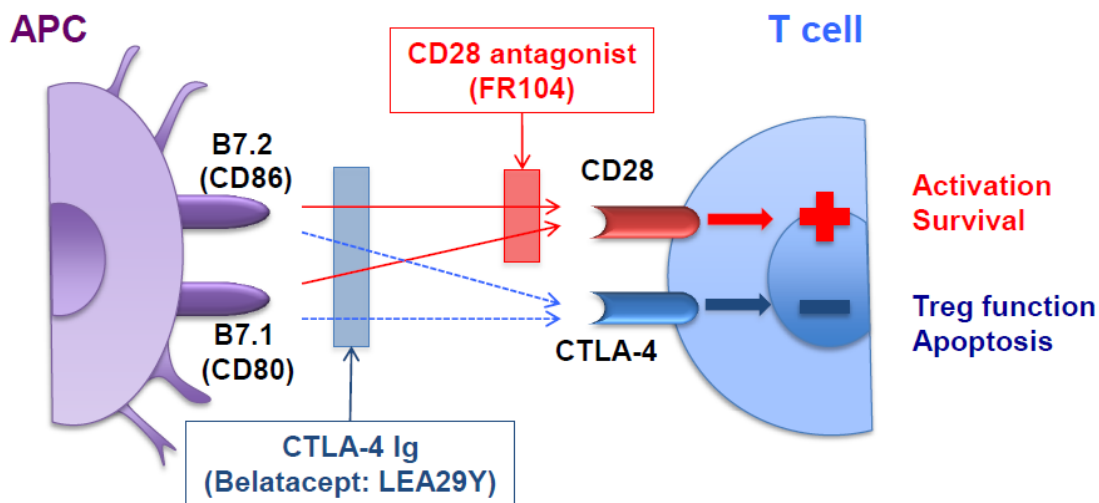 APC
T cell
CD28 antagonist
(FR104)
B7.2
(CD86)
CD28
Activation
Survival
B7.1
(CD80)
CTLA-4
Treg function
Apoptosis
CTLA-4 Ig
(Belatacept: LEA29Y)